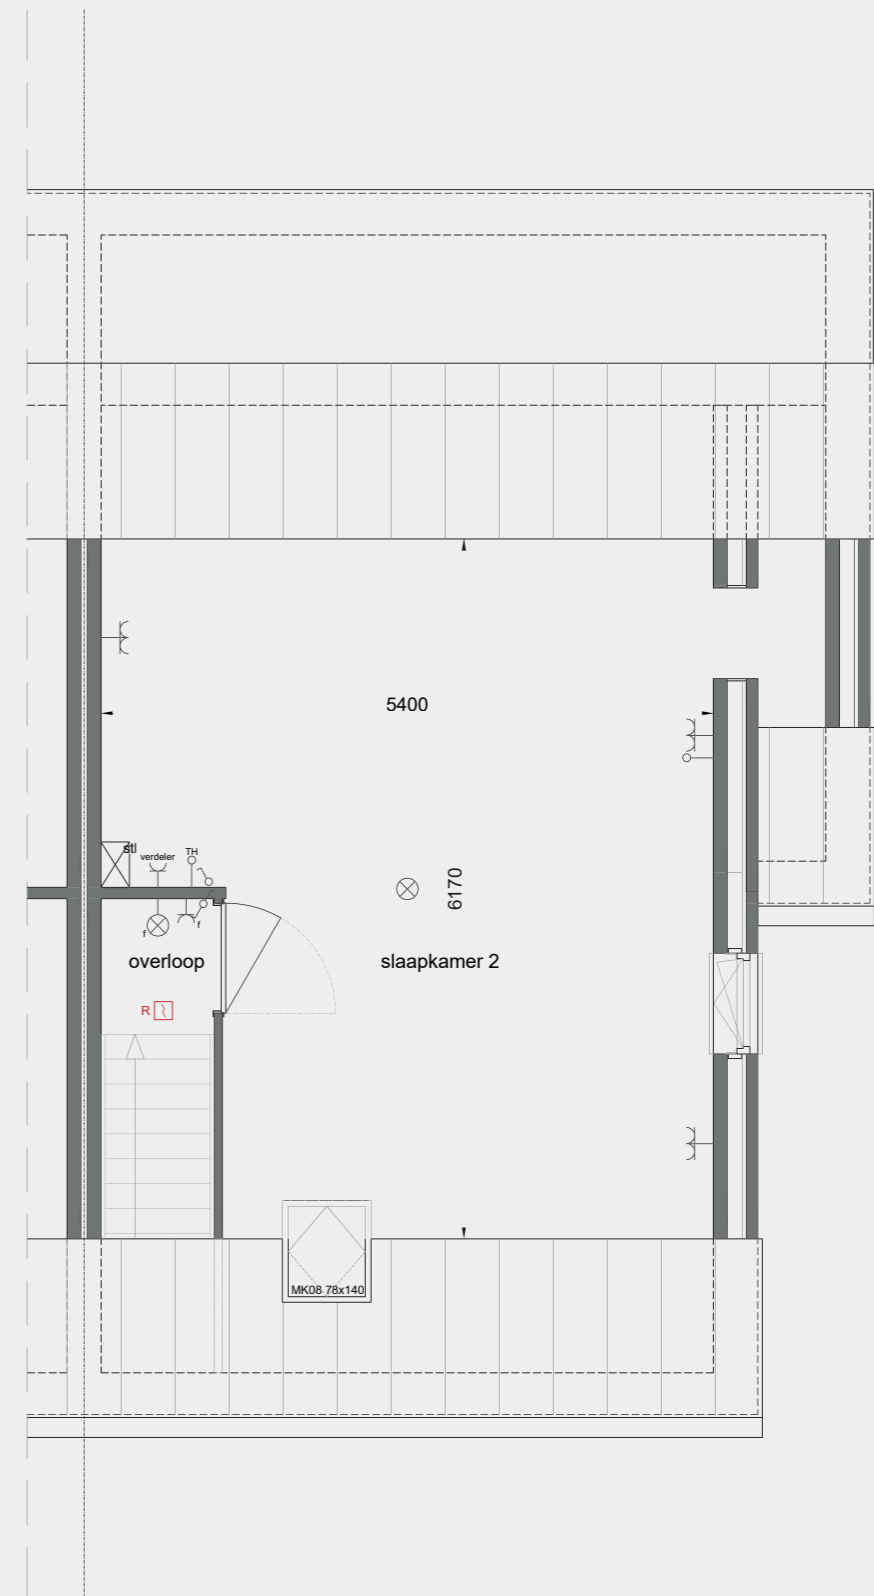 5400
stl
verdeler
TH
6170
f
f
overloop
slaapkamer 2
R
MK08 78x140